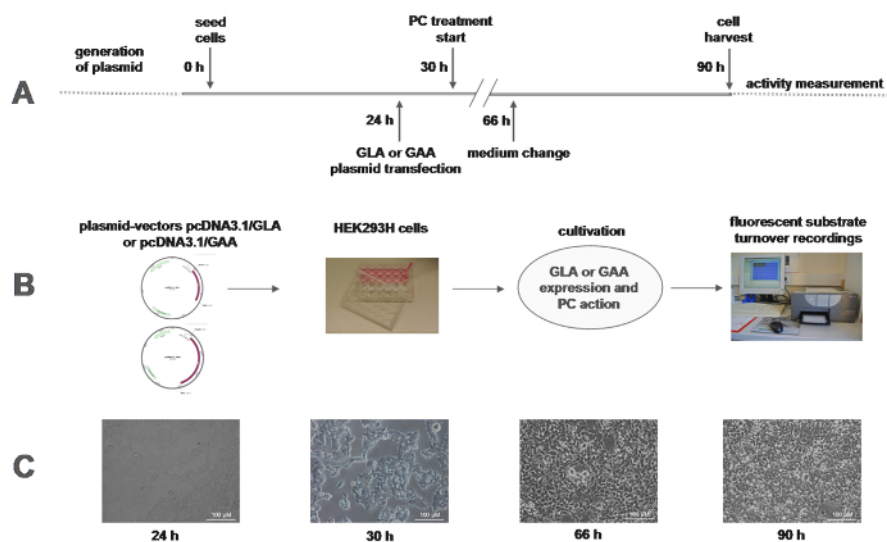 seed
cells
PC treatment
start
cell
harvest
generation
of plasmid
0 h
30 h
90 h
activity measurement
A
24 h
66 h
GLA or GAA
plasmid transfection
medium change
plasmid-vectors pcDNA3.1/GLA
or pcDNA3.1/GAA
HEK293H cells
cultivation
fluorescent substrate
turnover recordings
B
GLA or GAA
expression and
PC action
C
100 µM
100 µM
100 µM
100 µM
24 h
30 h
66 h
90 h